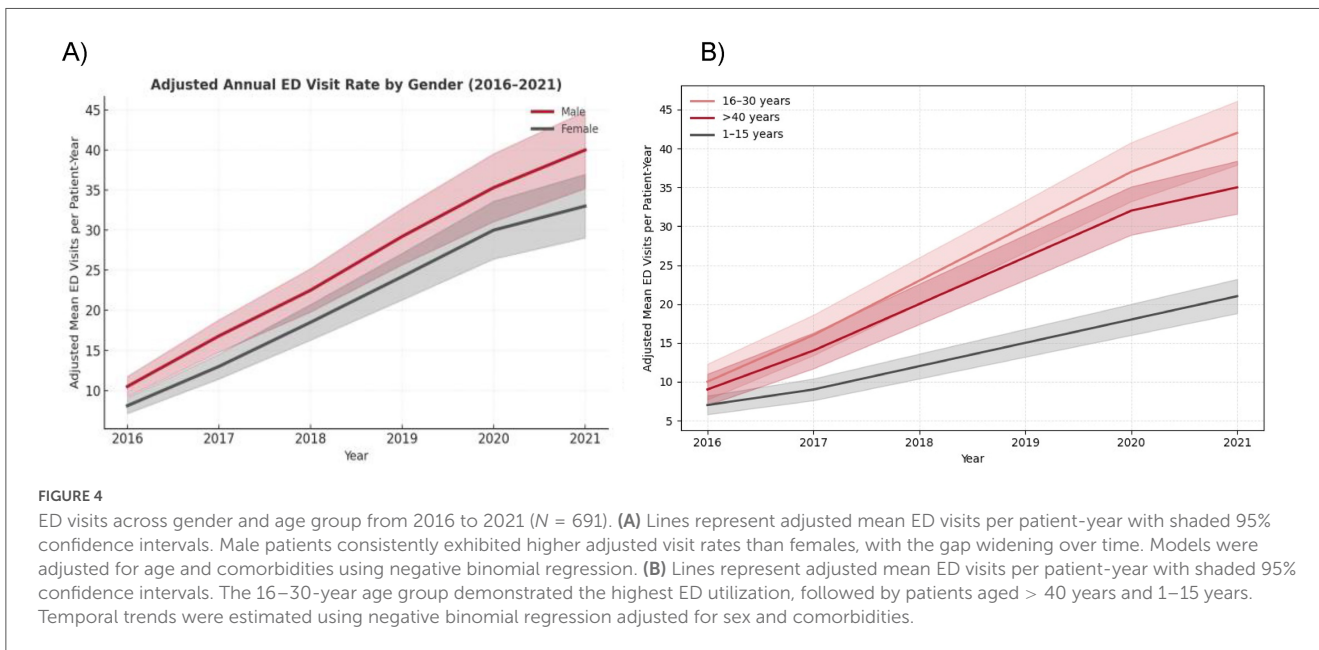 A)
Adjusted Annual ED Visit Rate by Gender (2016–2021)
Male
Female
45
40
35
30
25
20
15
10
Adjusted Mean ED Visits per Patient-Year
2016 2017 2018 2019 2020 2021
Year
B)
16–30 years
>40 years
1–15 years
45
40
35
30
25
20
15
10
5
Adjusted Mean ED Visits per Patient-Year
2016 2017 2018 2019 2020 2021
Year
FIGURE 4
ED visits across gender and age group from 2016 to 2021 (N = 691). (A) Lines represent adjusted mean ED visits per patient-year with shaded 95%
confidence intervals. Male patients consistently exhibited higher adjusted visit rates than females, with the gap widening over time. Models were
adjusted for age and comorbidities using negative binomial regression. (B) Lines represent adjusted mean ED visits per patient-year with shaded 95%
confidence intervals. The 16–30-year age group demonstrated the highest ED utilization, followed by patients aged > 40 years and 1–15 years.
Temporal trends were estimated using negative binomial regression adjusted for sex and comorbidities.